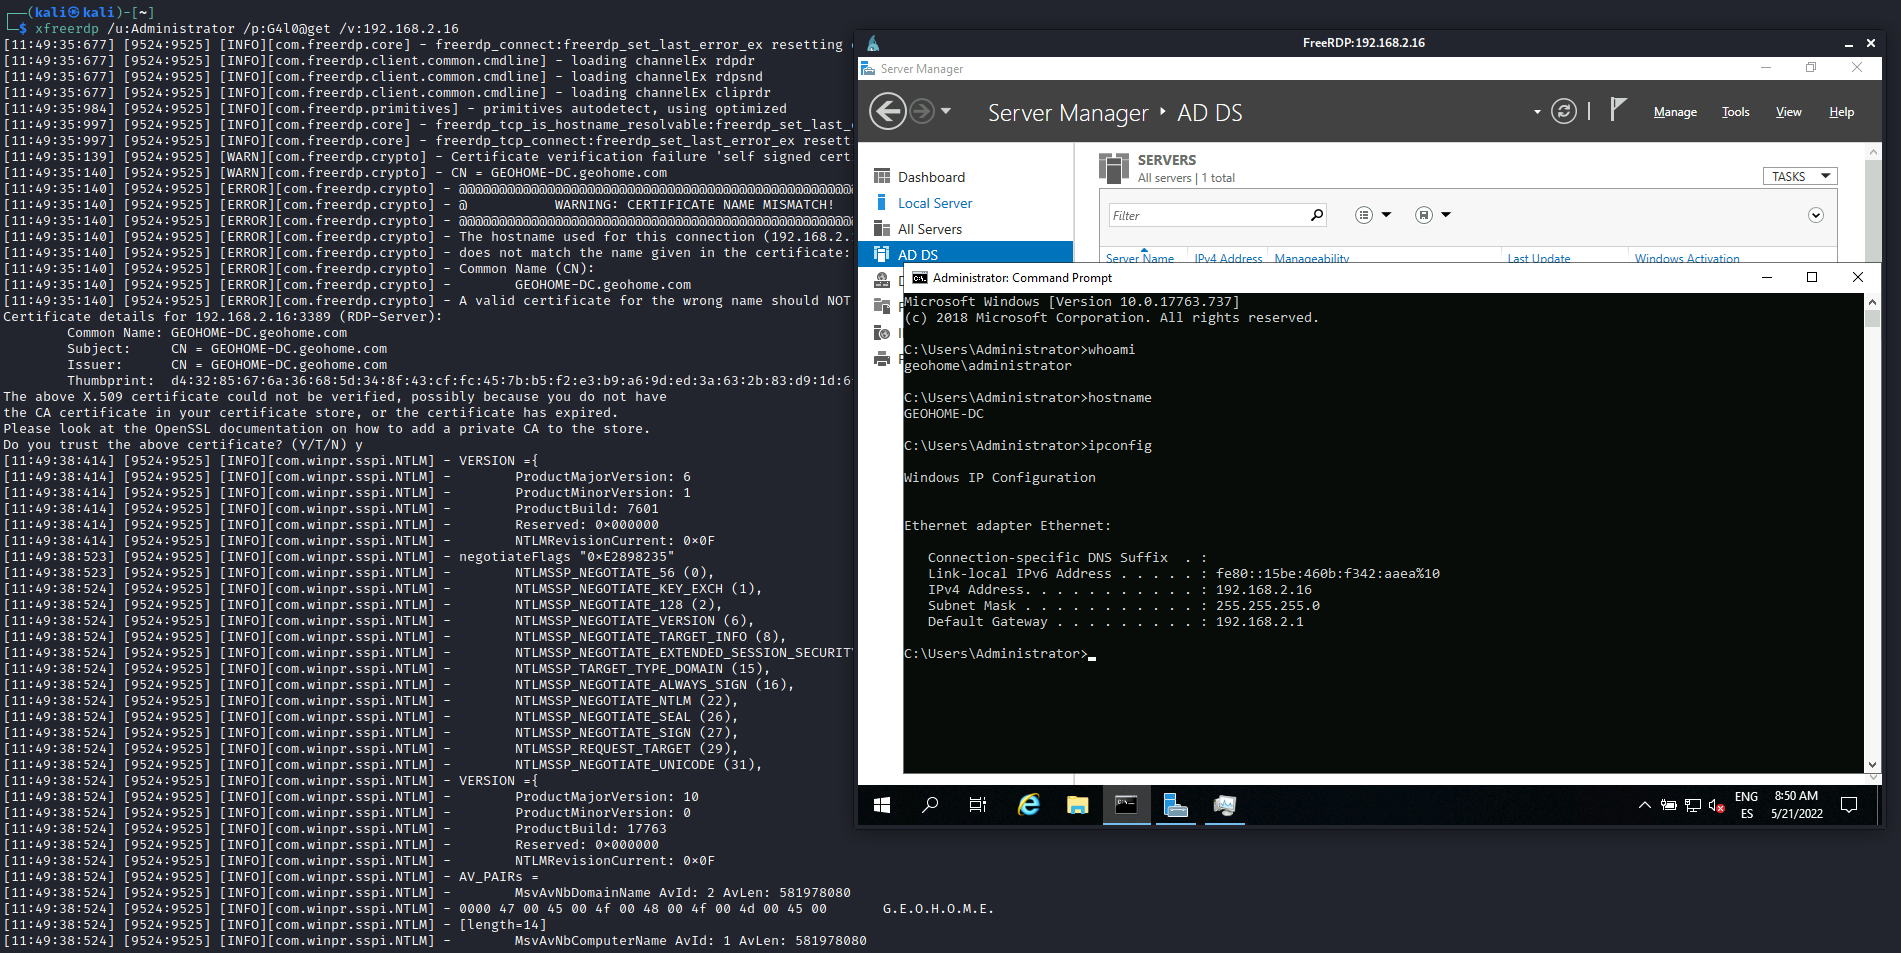 (kali㉿kali)-[~]
$ xfreerdp /u:Administrator /p:G4l0@get /v:192.168.2.16
[11:49:35:677] [9524:9525] [INFO][com.freerdp.core] - freerdp_connect:freerdp_set_last_error_ex resetting
[11:49:35:677] [9524:9525] [INFO][com.freerdp.client.common.cmdline] - loading channelEx rdpdr
[11:49:35:677] [9524:9525] [INFO][com.freerdp.client.common.cmdline] - loading channelEx rdpsnd
[11:49:35:677] [9524:9525] [INFO][com.freerdp.client.common.cmdline] - loading channelEx cliprdr
[11:49:35:984] [9524:9525] [INFO][com.freerdp.primitives] - primitives autodetect, using optimized
[11:49:35:997] [9524:9525] [INFO][com.freerdp.core] - freerdp_tcp_is_hostname_resolvable:freerdp_set_last_
[11:49:35:997] [9524:9525] [INFO][com.freerdp.core] - freerdp_tcp_connect:freerdp_set_last_error_ex resett
[11:49:35:139] [9524:9525] [WARN][com.freerdp.crypto] - Certificate verification failure 'self signed cert
[11:49:35:140] [9524:9525] [WARN][com.freerdp.crypto] - CN = GEOHOME-DC.geohome.com
[11:49:35:140] [9524:9525] [ERROR][com.freerdp.crypto] - @@@@@@@@@@@@@@@@@@@@@@@@@@@@@@@@@@@@@@@@@@@@@@@@@
[11:49:35:140] [9524:9525] [ERROR][com.freerdp.crypto] - @           WARNING: CERTIFICATE NAME MISMATCH!
[11:49:35:140] [9524:9525] [ERROR][com.freerdp.crypto] - @@@@@@@@@@@@@@@@@@@@@@@@@@@@@@@@@@@@@@@@@@@@@@@@@
[11:49:35:140] [9524:9525] [ERROR][com.freerdp.crypto] - The hostname used for this connection (192.168.2.
[11:49:35:140] [9524:9525] [ERROR][com.freerdp.crypto] - does not match the name given in the certificate:
[11:49:35:140] [9524:9525] [ERROR][com.freerdp.crypto] - Common Name (CN):
[11:49:35:140] [9524:9525] [ERROR][com.freerdp.crypto] -        GEOHOME-DC.geohome.com
[11:49:35:140] [9524:9525] [ERROR][com.freerdp.crypto] - A valid certificate for the wrong name should NOT
Certificate details for 192.168.2.16:3389 (RDP-Server):
        Common Name: GEOHOME-DC.geohome.com
        Subject:     CN = GEOHOME-DC.geohome.com
        Issuer:      CN = GEOHOME-DC.geohome.com
        Thumbprint:  d4:32:85:67:6a:36:68:5d:34:8f:43:cf:fc:45:7b:b5:f2:e3:b9:a6:9d:ed:3a:63:2b:83:d9:1d:6
The above X.509 certificate could not be verified, possibly because you do not have
the CA certificate in your certificate store, or the certificate has expired.
Please look at the OpenSSL documentation on how to add a private CA to the store.
Do you trust the above certificate? (Y/T/N) y
[11:49:38:414] [9524:9525] [INFO][com.winpr.sspi.NTLM] - VERSION ={
[11:49:38:414] [9524:9525] [INFO][com.winpr.sspi.NTLM] -        ProductMajorVersion: 6
[11:49:38:414] [9524:9525] [INFO][com.winpr.sspi.NTLM] -        ProductMinorVersion: 1
[11:49:38:414] [9524:9525] [INFO][com.winpr.sspi.NTLM] -        ProductBuild: 7601
[11:49:38:414] [9524:9525] [INFO][com.winpr.sspi.NTLM] -        Reserved: 0×000000
[11:49:38:414] [9524:9525] [INFO][com.winpr.sspi.NTLM] -        NTLMRevisionCurrent: 0×0F
[11:49:38:523] [9524:9525] [INFO][com.winpr.sspi.NTLM] - negotiateFlags "0×E2898235"
[11:49:38:523] [9524:9525] [INFO][com.winpr.sspi.NTLM] -        NTLMSSP_NEGOTIATE_56 (0),
[11:49:38:523] [9524:9525] [INFO][com.winpr.sspi.NTLM] -        NTLMSSP_NEGOTIATE_KEY_EXCH (1),
[11:49:38:524] [9524:9525] [INFO][com.winpr.sspi.NTLM] -        NTLMSSP_NEGOTIATE_128 (2),
[11:49:38:524] [9524:9525] [INFO][com.winpr.sspi.NTLM] -        NTLMSSP_NEGOTIATE_VERSION (6),
[11:49:38:524] [9524:9525] [INFO][com.winpr.sspi.NTLM] -        NTLMSSP_NEGOTIATE_TARGET_INFO (8),
[11:49:38:524] [9524:9525] [INFO][com.winpr.sspi.NTLM] -        NTLMSSP_NEGOTIATE_EXTENDED_SESSION_SECURITY
[11:49:38:524] [9524:9525] [INFO][com.winpr.sspi.NTLM] -        NTLMSSP_TARGET_TYPE_DOMAIN (15),
[11:49:38:524] [9524:9525] [INFO][com.winpr.sspi.NTLM] -        NTLMSSP_NEGOTIATE_ALWAYS_SIGN (16),
[11:49:38:524] [9524:9525] [INFO][com.winpr.sspi.NTLM] -        NTLMSSP_NEGOTIATE_NTLM (22),
[11:49:38:524] [9524:9525] [INFO][com.winpr.sspi.NTLM] -        NTLMSSP_NEGOTIATE_SEAL (26),
[11:49:38:524] [9524:9525] [INFO][com.winpr.sspi.NTLM] -        NTLMSSP_NEGOTIATE_SIGN (27),
[11:49:38:524] [9524:9525] [INFO][com.winpr.sspi.NTLM] -        NTLMSSP_REQUEST_TARGET (29),
[11:49:38:524] [9524:9525] [INFO][com.winpr.sspi.NTLM] -        NTLMSSP_NEGOTIATE_UNICODE (31),
[11:49:38:524] [9524:9525] [INFO][com.winpr.sspi.NTLM] - VERSION ={
[11:49:38:524] [9524:9525] [INFO][com.winpr.sspi.NTLM] -        ProductMajorVersion: 10
[11:49:38:524] [9524:9525] [INFO][com.winpr.sspi.NTLM] -        ProductMinorVersion: 0
[11:49:38:524] [9524:9525] [INFO][com.winpr.sspi.NTLM] -        ProductBuild: 17763
[11:49:38:524] [9524:9525] [INFO][com.winpr.sspi.NTLM] -        Reserved: 0×000000
[11:49:38:524] [9524:9525] [INFO][com.winpr.sspi.NTLM] -        NTLMRevisionCurrent: 0×0F
[11:49:38:524] [9524:9525] [INFO][com.winpr.sspi.NTLM] - AV_PAIRs =
[11:49:38:524] [9524:9525] [INFO][com.winpr.sspi.NTLM] -        MsvAvNbDomainName AvId: 2 AvLen: 581978080
[11:49:38:524] [9524:9525] [INFO][com.winpr.sspi.NTLM] - 0000 47 00 45 00 4f 00 48 00 4f 00 4d 00 45 00       G.E.O.H.O.M.E.
[11:49:38:524] [9524:9525] [INFO][com.winpr.sspi.NTLM] - [length=14]
[11:49:38:524] [9524:9525] [INFO][com.winpr.sspi.NTLM] -        MsvAvNbComputerName AvId: 1 AvLen: 581978080
FreeRDP:192.168.2.16
Server Manager
Server Manager ‣ AD DS
Manage Tools View Help
Dashboard
Local Server
All Servers
AD DS
SERVERS
All servers | 1 total
TASKS
Filter
Server Name IPv4 Address Manageability Last Update Windows Activation
Administrator: Command Prompt
Microsoft Windows [Version 10.0.17763.737]
(c) 2018 Microsoft Corporation. All rights reserved.
C:\Users\Administrator>whoami
geohome\administrator
C:\Users\Administrator>hostname
GEOHOME-DC
C:\Users\Administrator>ipconfig
Windows IP Configuration
Ethernet adapter Ethernet:
   Connection-specific DNS Suffix  . :
   Link-local IPv6 Address . . . . . : fe80::15be:460b:f342:aaea%10
   IPv4 Address. . . . . . . . . . . : 192.168.2.16
   Subnet Mask . . . . . . . . . . . : 255.255.255.0
   Default Gateway . . . . . . . . . : 192.168.2.1
C:\Users\Administrator>
ENG
ES
8:50 AM
5/21/2022